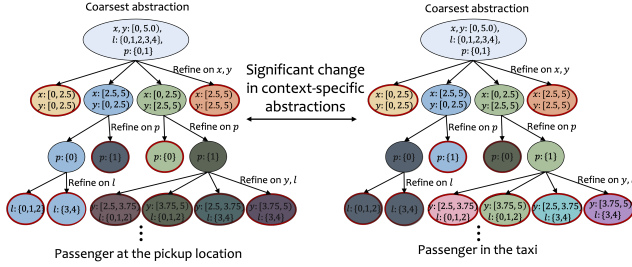 Coarsest abstraction
x, y: [0, 5.0),
l: {0,1,2,3,4},
p: {0,1}
Refine on x, y
x: [0, 2.5)
y: [0, 2.5)
x: [2.5, 5)
y: [0, 2.5)
x: [0, 2.5)
y: [2.5, 5)
x: [2.5, 5)
y: [2.5, 5)
Refine on p
Refine on p
p: {0}
p: {1}
p: {0}
p: {1}
Refine on l
Refine on y, l
l: {0,1,2}
l: {3,4}
y: [2.5, 3.75)
l: {0,1,2}
y: [3.75, 5)
l: {0,1,2}
y: [2.5, 3.75)
l: {3,4}
y: [3.75, 5)
l: {3,4}
Passenger at the pickup location
Significant change
in context-specific
abstractions
Coarsest abstraction
x, y: [0, 5.0),
l: {0,1,2,3,4},
p: {0,1}
Refine on x, y
x: [0, 2.5)
y: [0, 2.5)
x: [2.5, 5)
y: [0, 2.5)
x: [0, 2.5)
y: [2.5, 5)
x: [2.5, 5)
y: [2.5, 5)
Refine on p
Refine on p
p: {0}
p: {1}
p: {0}
p: {1}
Refine on l
Refine on y,
l: {0,1,2}
l: {3,4}
y: [2.5, 3.75)
l: {0,1,2}
y: [3.75, 5)
l: {0,1,2}
y: [2.5, 3.75)
l: {3,4}
y: [3.75, 5)
l: {3,4}
Passenger in the taxi